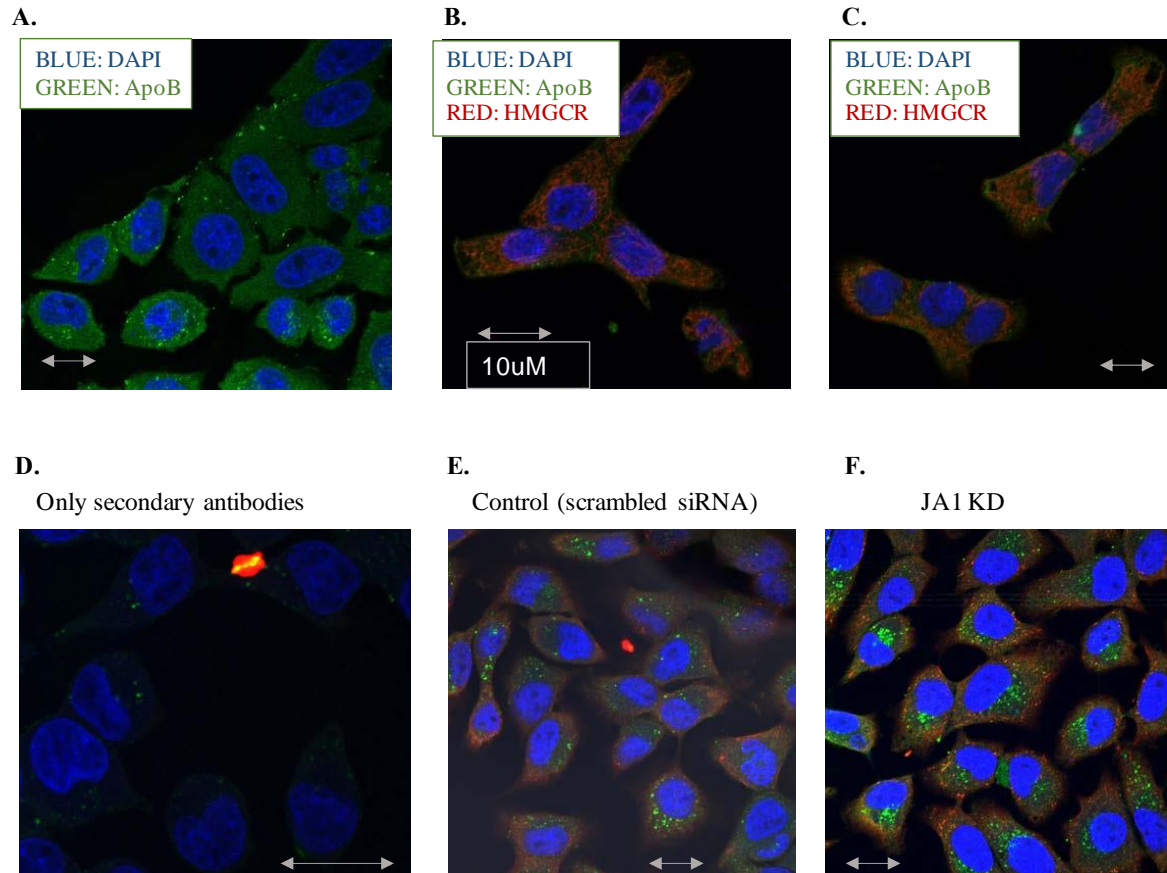 A.
BLUE: DAPI
GREEN: ApoB
B.
BLUE: DAPI
GREEN: ApoB
RED: HMGCR
10uM
C.
BLUE: DAPI
GREEN: ApoB
RED: HMGCR
D.
Only secondary antibodies
E.
Control (scrambled siRNA)
F.
JA1 KD